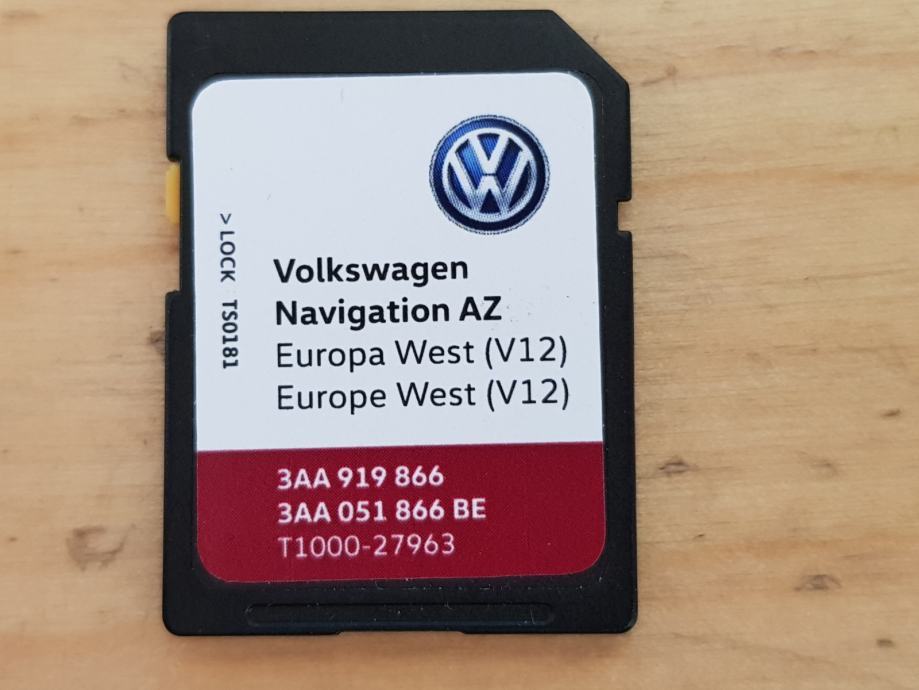 VW
> LOCK TS0181
Volkswagen
Navigation AZ
Europa West (V12)
Europe West (V12)
3AA 919 866
3AA 051 866 BE
T1000-27963